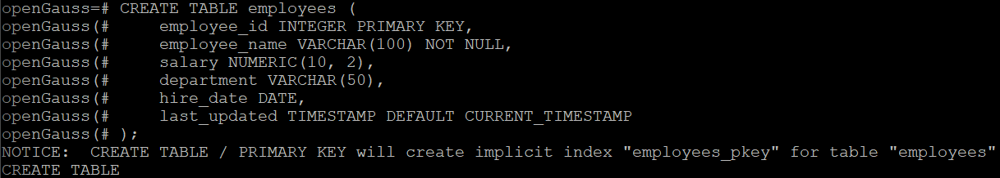 openGauss=# CREATE TABLE employees (
openGauss(#     employee_id INTEGER PRIMARY KEY,
openGauss(#     employee_name VARCHAR(100) NOT NULL,
openGauss(#     salary NUMERIC(10, 2),
openGauss(#     department VARCHAR(50),
openGauss(#     hire_date DATE,
openGauss(#     last_updated TIMESTAMP DEFAULT CURRENT_TIMESTAMP
openGauss(# );
NOTICE:  CREATE TABLE / PRIMARY KEY will create implicit index "employees_pkey" for table "employees"
CREATE TABLE